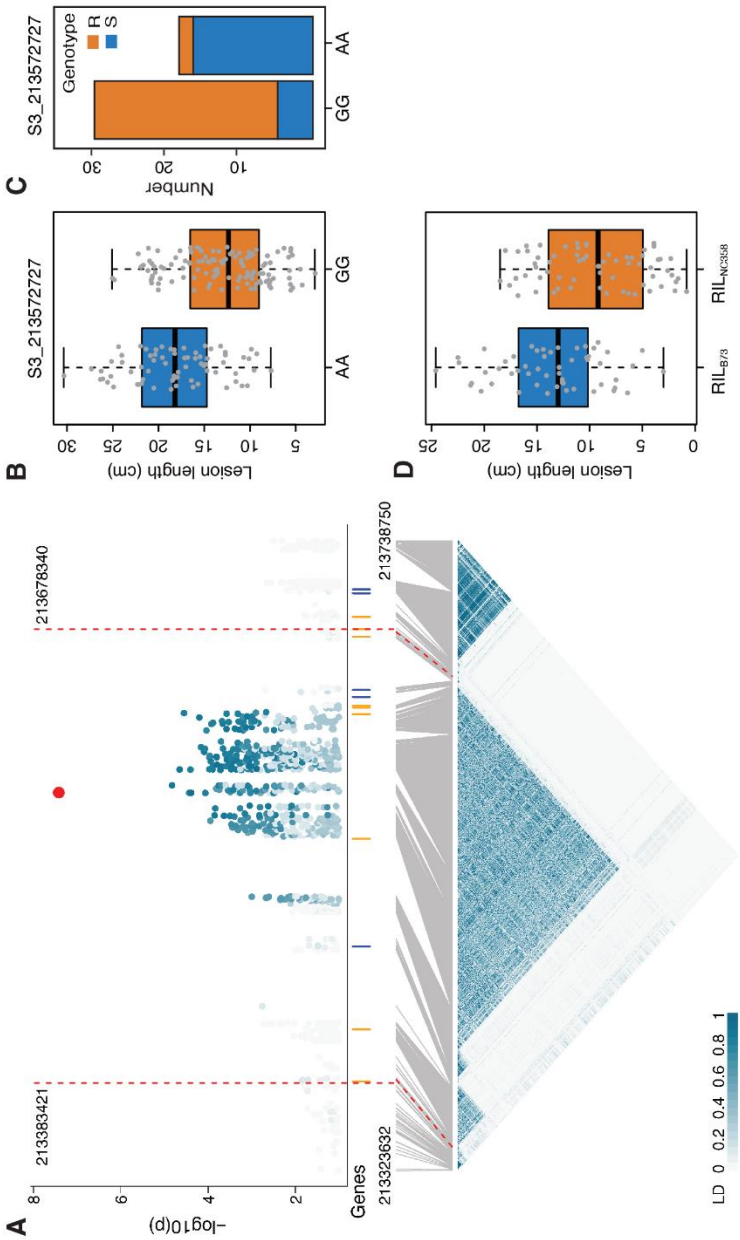 A
213383421
213678340
8
6
4
2
−log10(p)
Genes
213323632
213738750
LD 0 0.2 0.4 0.6 0.8 1
B
S3_213572727
30
25
20
15
10
5
Lesion length (cm)
AA GG
C
S3_213572727
Genotype
R
S
30
20
10
Number
GG AA
D
25
20
15
10
5
0
Lesion length (cm)
RILB73 RILNC358